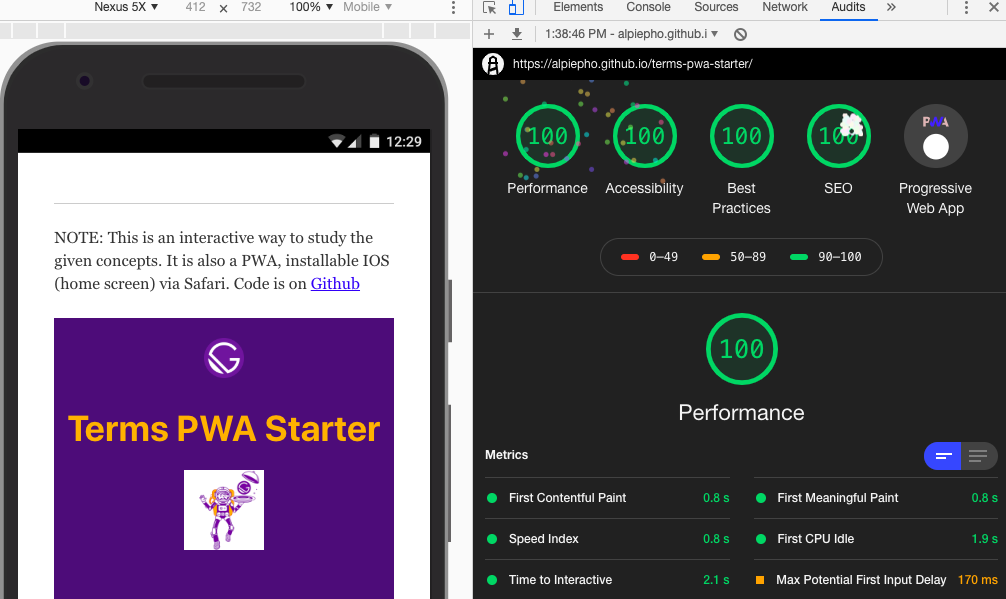 Nexus 5X ▼ 412 × 732 100% ▼ Mobile ▼
Elements Console Sources Network Audits »
1:38:46 PM - alpiepho.github.i ▼
https://alpiepho.github.io/terms-pwa-starter/
100 100 100 100 PWA
Performance Accessibility Best Practices SEO Progressive Web App
0–49 50–89 90–100
12:29
NOTE: This is an interactive way to study the
given concepts. It is also a PWA, installable IOS
(home screen) via Safari. Code is on Github
Terms PWA Starter
100
Performance
Metrics
First Contentful Paint 0.8 s
First Meaningful Paint 0.8 s
Speed Index 0.8 s
First CPU Idle 1.9 s
Time to Interactive 2.1 s
Max Potential First Input Delay 170 ms